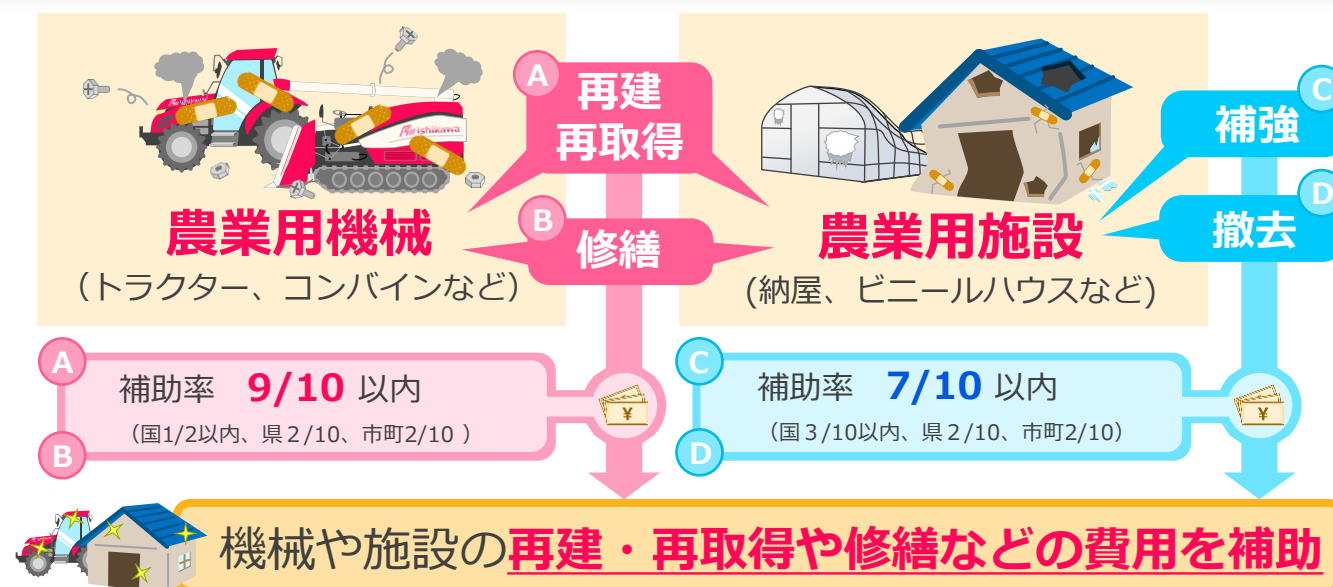 A
再建
再取得
B
修繕
C
補強
D
撤去
ishikawa
農業用機械
(トラクター、コンバインなど)
農業用施設
(納屋、ビニールハウスなど)
A
B
補助率 9/10 以内
(国1/2以内、県2/10、市町2/10 )
¥
C
D
補助率 7/10 以内
(国3/10以内、県2/10、市町2/10)
¥
機械や施設の再建・再取得や修繕などの費用を補助